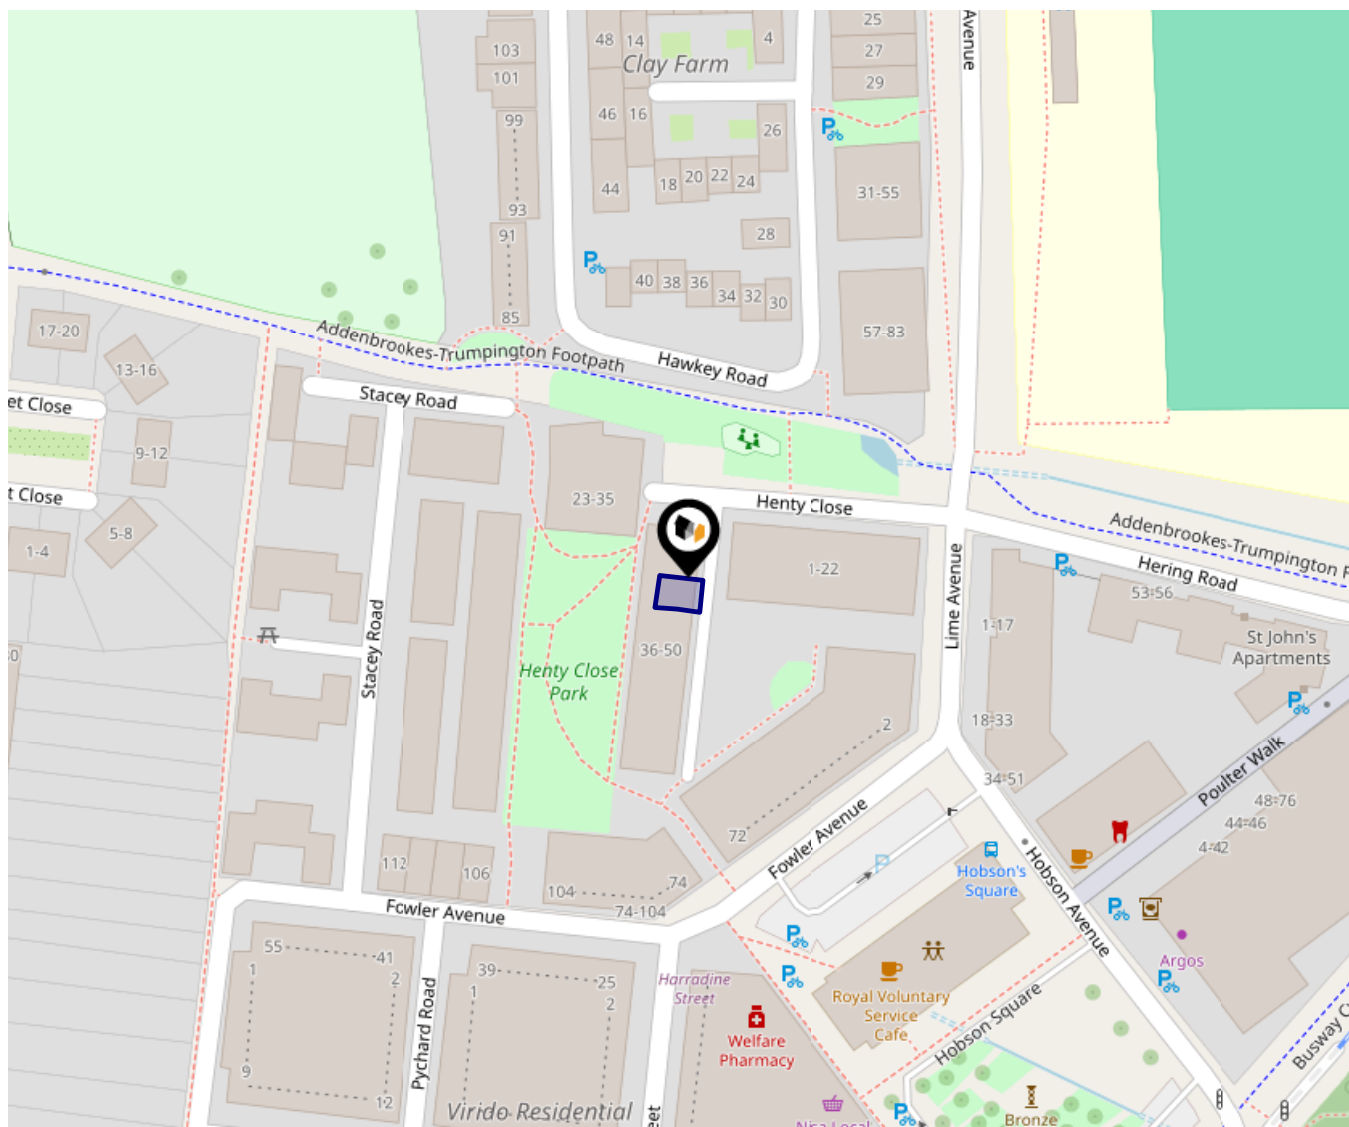 103
101
99
93
91
85
48
14
46
16
44
Clay Farm
4
26
18
20
22
24
28
40
38
36
34
32
30
25
27
29
31-55
57-83
Avenue
17-20
13-16
9-12
5-8
1-4
et Close
t Close
Addenbrookes-Trumpington Footpath
Hawkey Road
Stacey Road
23-35
Henty Close
1-22
36-50
Henty Close
Park
Stacey Road
Lime Avenue
Addenbrookes-Trumpington F
Hering Road
53-56
1-17
St John's
Apartments
18-33
34-51
Poulter Walk
48-76
44-46
4-42
2
72
Fowler Avenue
Hobson's
Square
Hobson Avenue
112
106
104
74
74-104
Fowler Avenue
55
41
1
2
9
12
39
25
1
2
Pychard Road
Virido Residential
Harradine
Street
eet
Welfare
Pharmacy
Nisa Local
Royal Voluntary
Service
Cafe
Hobson Square
Argos
Bronze
Busway C